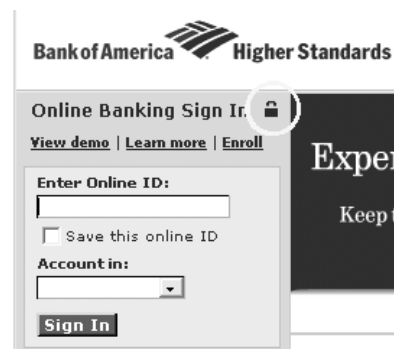 Bank of America Higher Standards
Online Banking Sign In
View demo | Learn more | Enroll
Enter Online ID:
Save this online ID
Account in:
Sign In
Keep